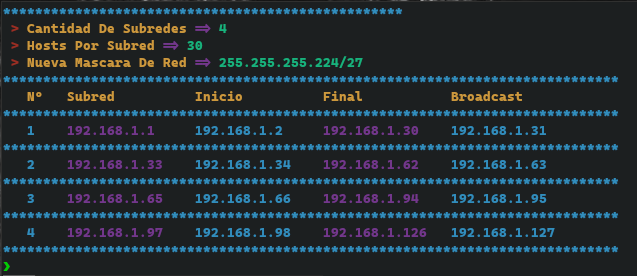 **************************************************
> Cantidad De Subredes => 4
> Hosts Por Subred => 30
> Nueva Mascara De Red => 255.255.255.224/27
*****************************************************************************
N° Subred Inicio Final Broadcast
*****************************************************************************
1 192.168.1.1 192.168.1.2 192.168.1.30 192.168.1.31
*****************************************************************************
2 192.168.1.33 192.168.1.34 192.168.1.62 192.168.1.63
*****************************************************************************
3 192.168.1.65 192.168.1.66 192.168.1.94 192.168.1.95
*****************************************************************************
4 192.168.1.97 192.168.1.98 192.168.1.126 192.168.1.127
*****************************************************************************
❯